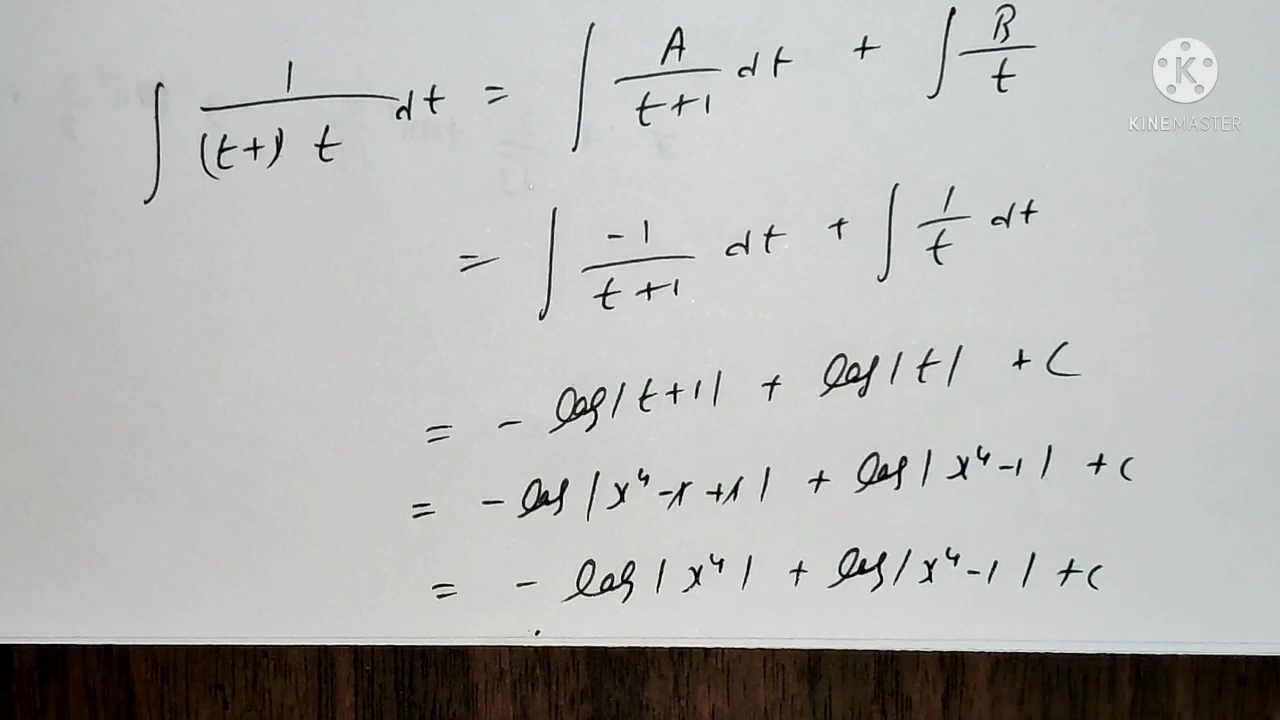 ∫ 1/((t+1) t) dt = ∫ A/(t+1) dt + ∫ B/t
= ∫ -1/(t+1) dt + ∫ 1/t dt
= - log|t+1| + log|t| + C
= - log|x⁴-1+1| + log|x⁴-1| + C
= - log|x⁴| + log|x⁴-1| + C
K
KINEMASTER